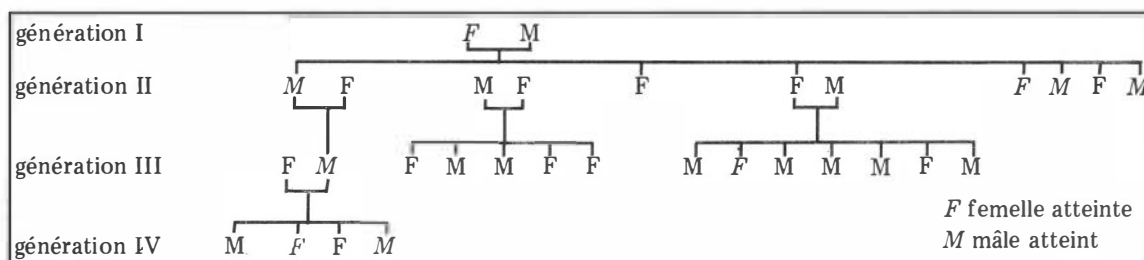 génération I F M
génération II M F M F F F M F M F M
génération III F M F M M F F M F M M M F M
F femelle atteinte
génération IV M F F M M mâle atteint